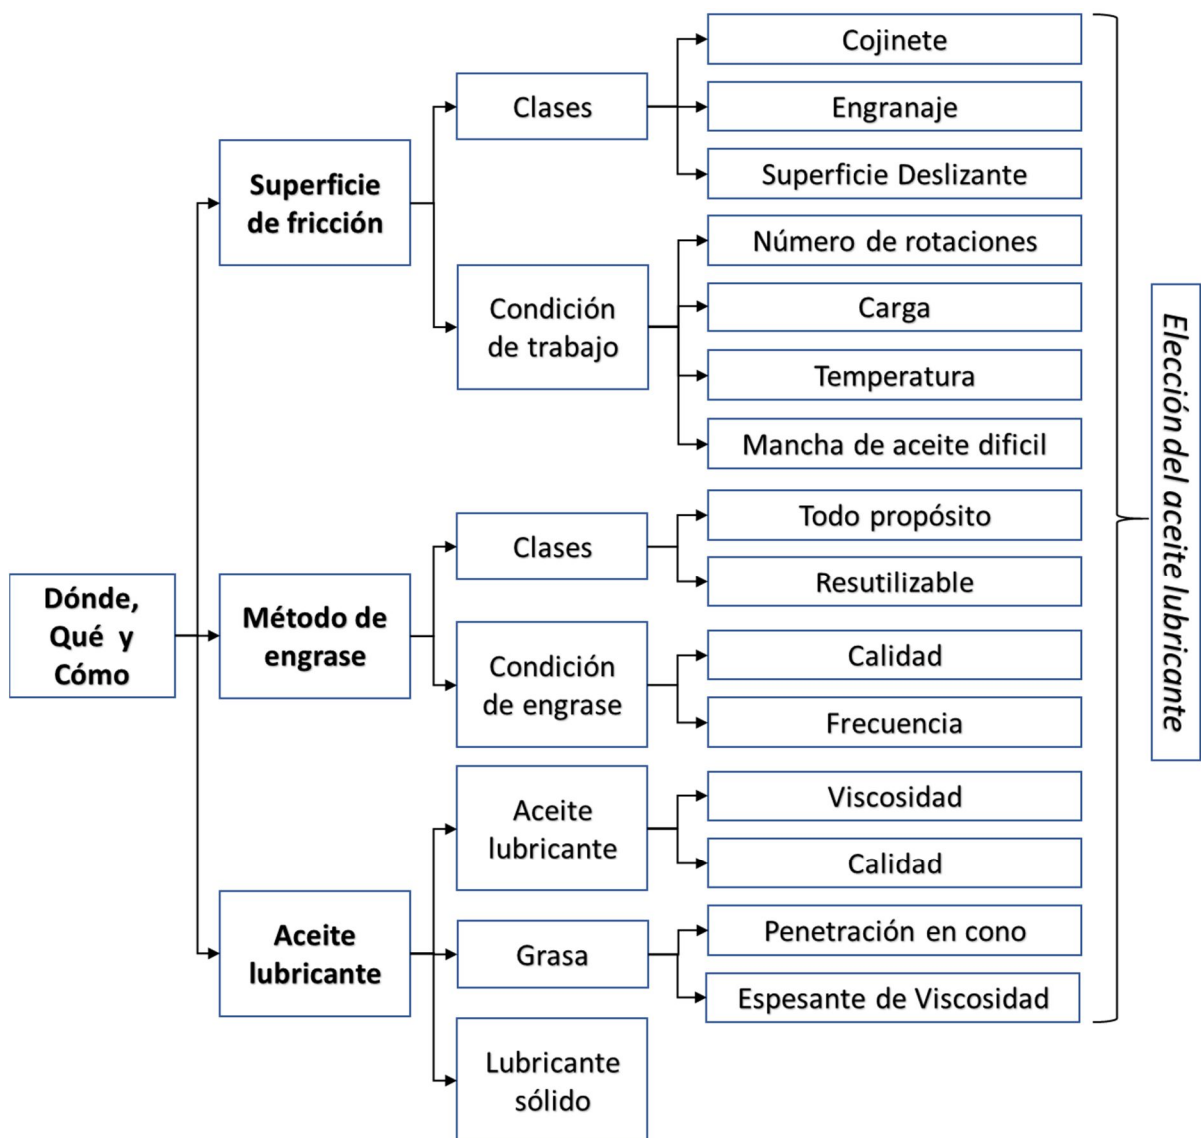 Dónde,
Qué y
Cómo
Superficie
de fricción
Clases
Cojinete
Engranaje
Superficie Deslizante
Condición
de trabajo
Número de rotaciones
Carga
Temperatura
Mancha de aceite dificil
Método de
engrase
Clases
Todo propósito
Resutilizable
Condición
de engrase
Calidad
Frecuencia
Aceite
lubricante
Aceite
lubricante
Viscosidad
Calidad
Grasa
Penetración en cono
Espesante de Viscosidad
Lubricante
sólido
Elección del aceite lubricante